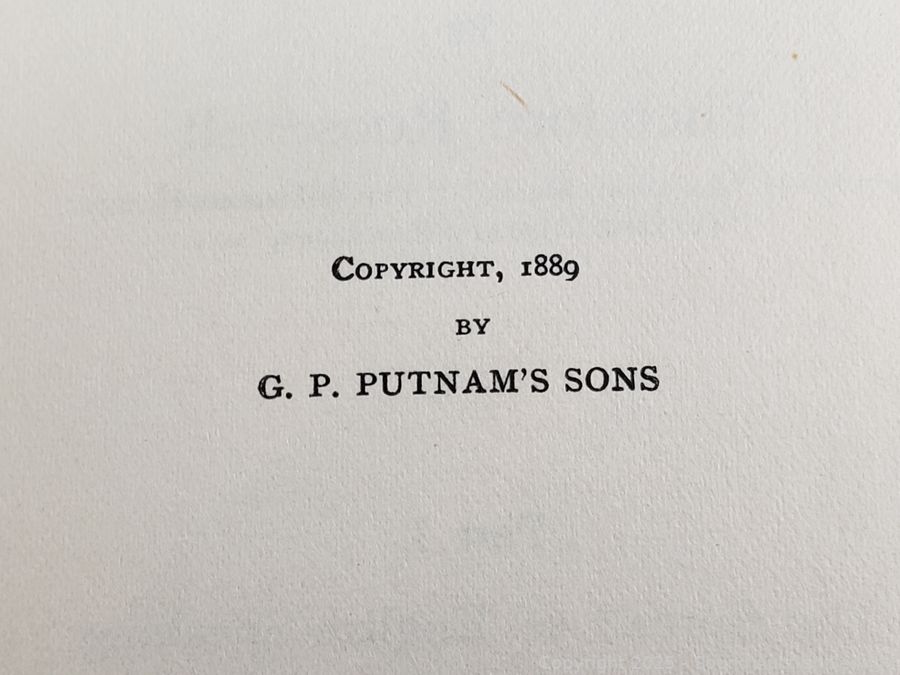 COPYRIGHT, 1889
BY
G. P. PUTNAM'S SONS